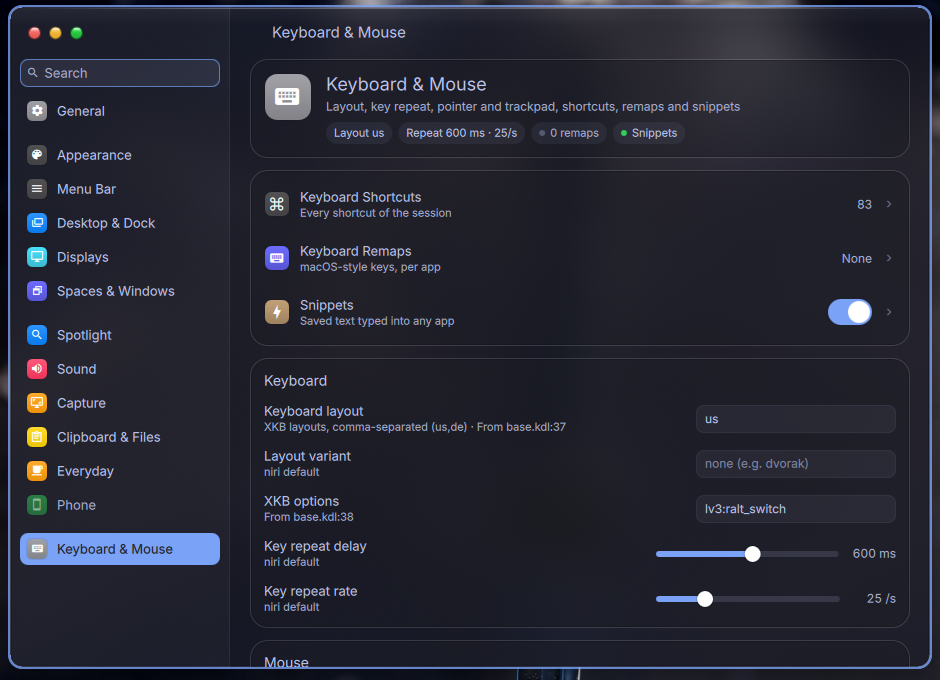 Keyboard & Mouse
Search
General
Appearance
Menu Bar
Desktop & Dock
Displays
Spaces & Windows
Spotlight
Sound
Capture
Clipboard & Files
Everyday
Phone
Keyboard & Mouse
Keyboard & Mouse
Layout, key repeat, pointer and trackpad, shortcuts, remaps and snippets
Layout us
Repeat 600 ms · 25/s
0 remaps
Snippets
Keyboard Shortcuts
Every shortcut of the session
83
Keyboard Remaps
macOS-style keys, per app
None
Snippets
Saved text typed into any app
Keyboard
Keyboard layout
XKB layouts, comma-separated (us,de) · From base.kdl:37
us
Layout variant
niri default
none (e.g. dvorak)
XKB options
From base.kdl:38
lv3:ralt_switch
Key repeat delay
niri default
600 ms
Key repeat rate
niri default
25 /s
Mouse